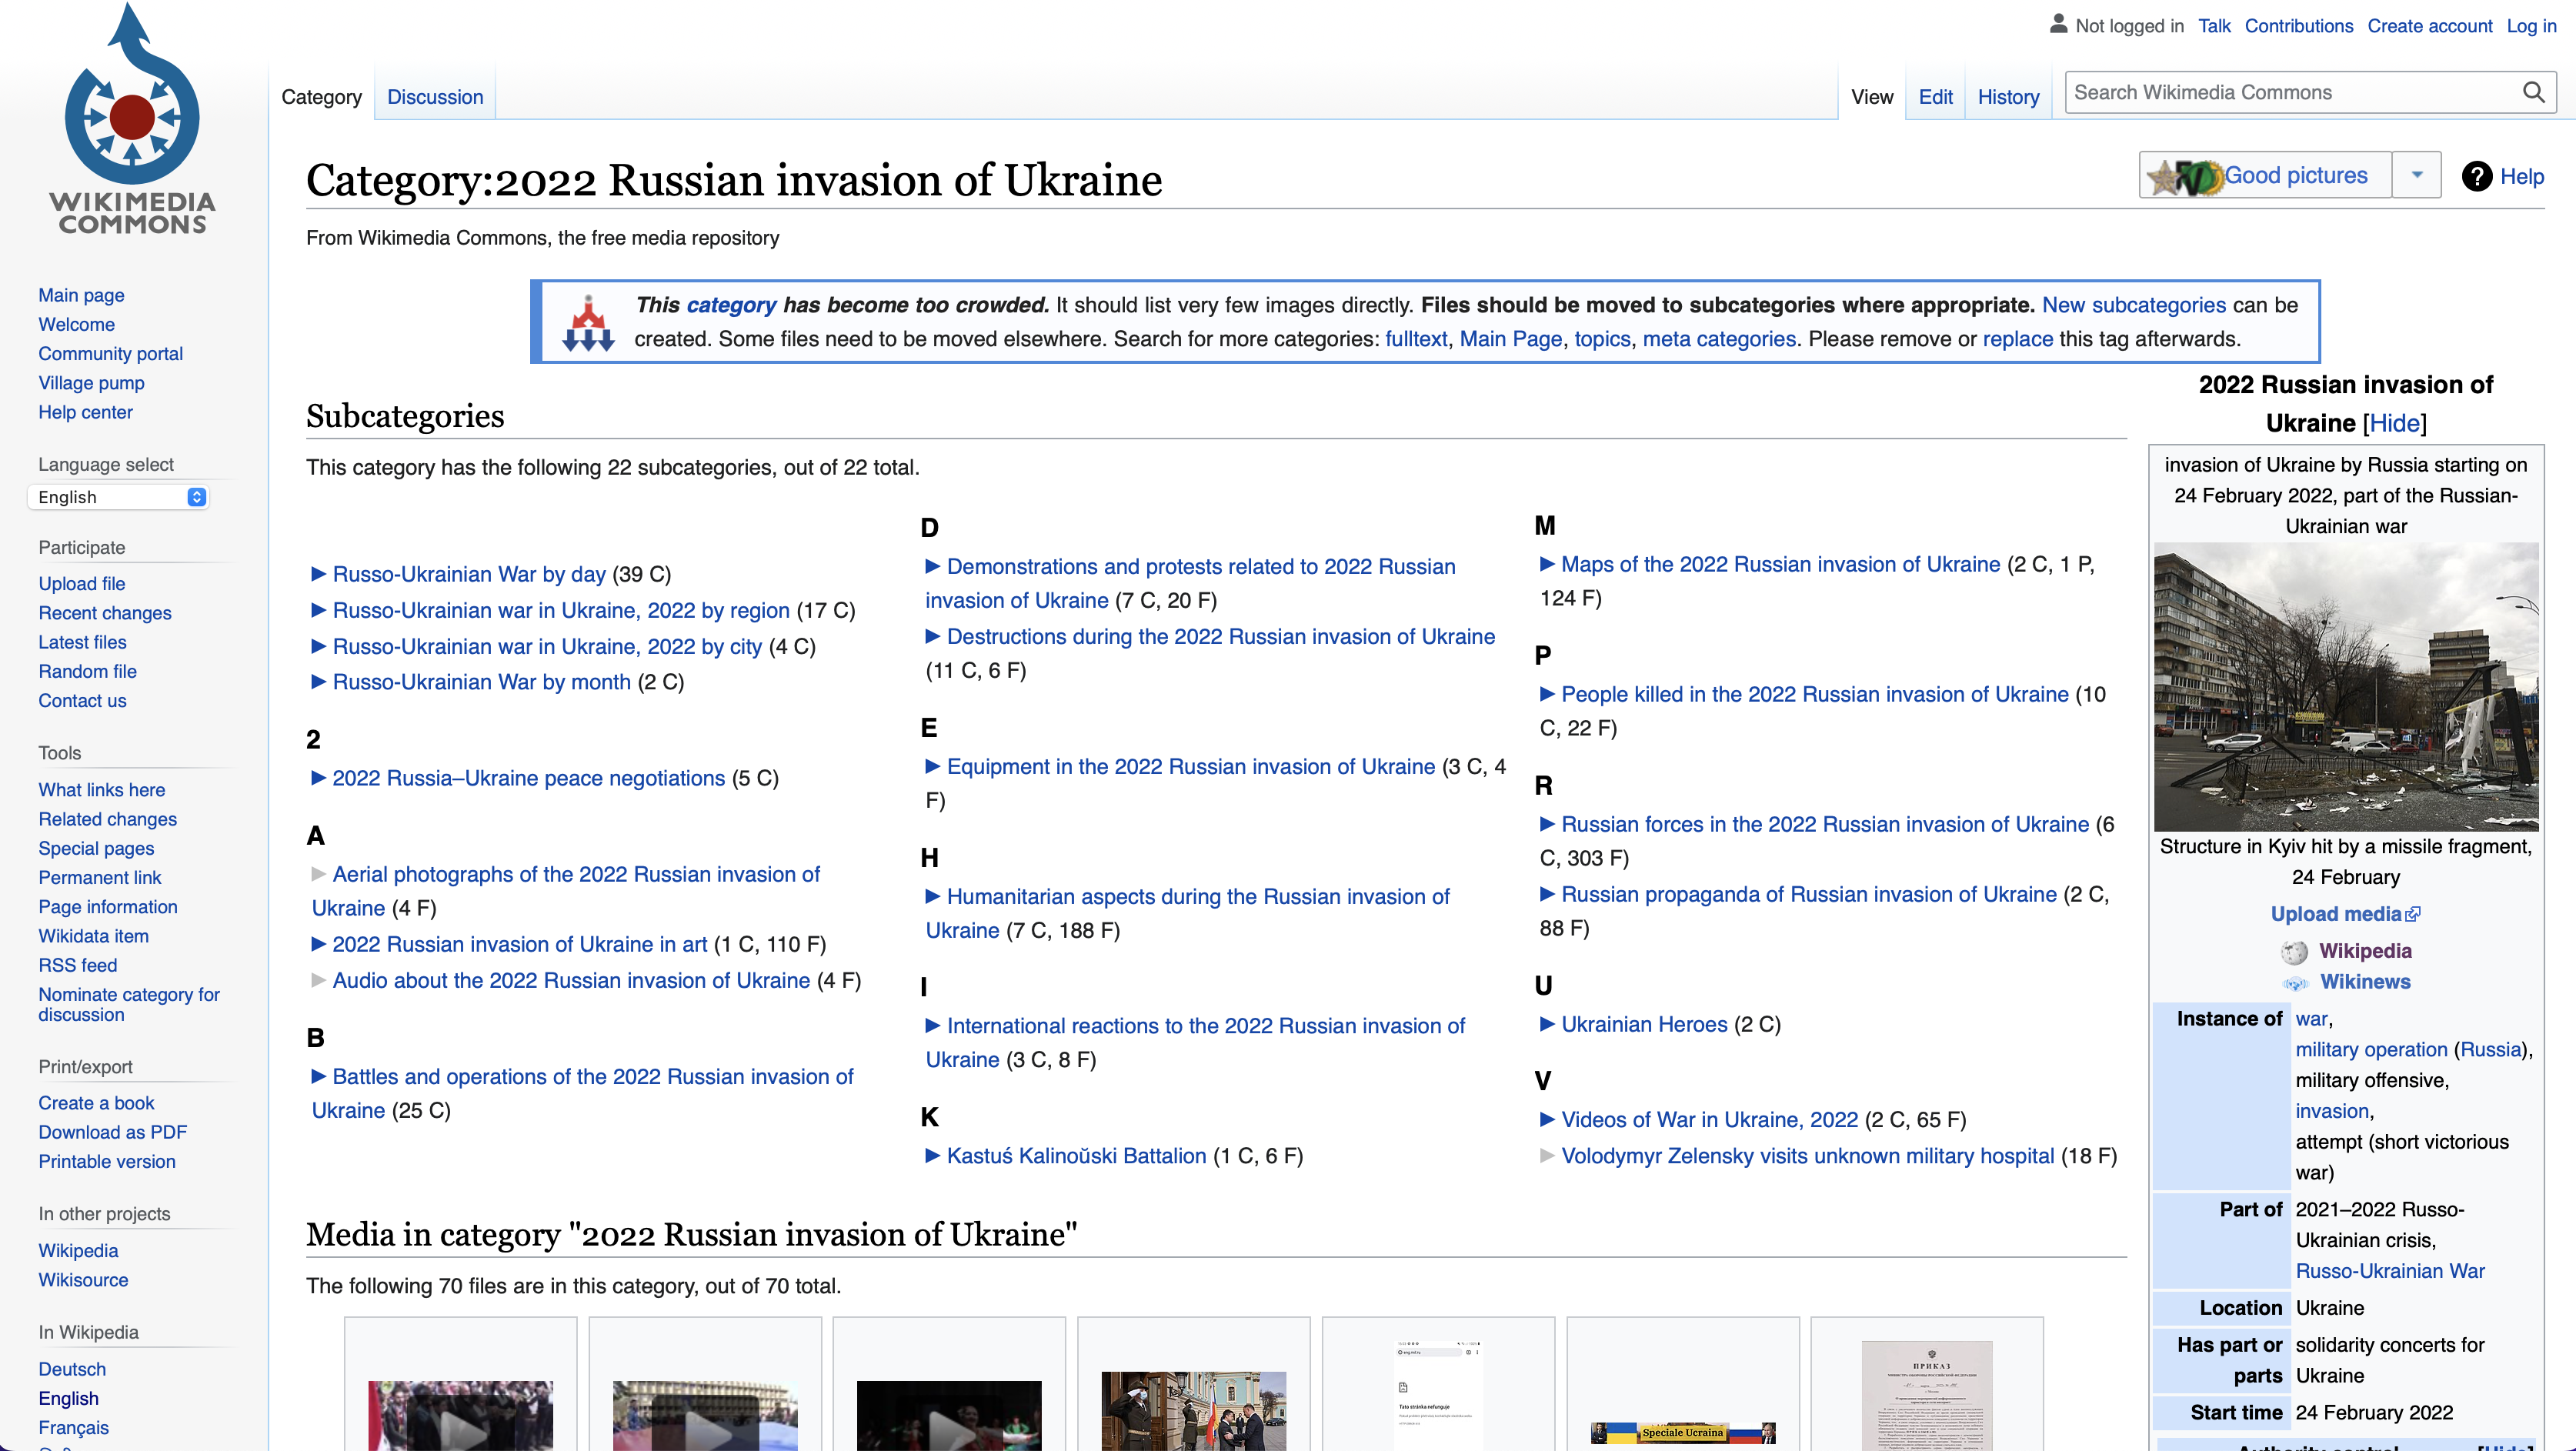 Not logged in Talk Contributions Create account Log in
Category Discussion View Edit History Search Wikimedia Commons
WIKIMEDIA
COMMONS
Main page
Welcome
Community portal
Village pump
Help center
Language select
English
Participate
Upload file
Recent changes
Latest files
Random file
Contact us
Tools
What links here
Related changes
Special pages
Permanent link
Page information
Wikidata item
RSS feed
Nominate category for
discussion
Print/export
Create a book
Download as PDF
Printable version
In other projects
Wikipedia
Wikisource
In Wikipedia
Deutsch
English
Français
Category:2022 Russian invasion of Ukraine
Good pictures
Help
From Wikimedia Commons, the free media repository
This category has become too crowded. It should list very few images directly. Files should be moved to subcategories where appropriate. New subcategories can be
created. Some files need to be moved elsewhere. Search for more categories: fulltext, Main Page, topics, meta categories. Please remove or replace this tag afterwards.
Subcategories
This category has the following 22 subcategories, out of 22 total.
► Russo-Ukrainian War by day (39 C)
► Russo-Ukrainian war in Ukraine, 2022 by region (17 C)
► Russo-Ukrainian war in Ukraine, 2022 by city (4 C)
► Russo-Ukrainian War by month (2 C)
2
► 2022 Russia–Ukraine peace negotiations (5 C)
A
► Aerial photographs of the 2022 Russian invasion of
Ukraine (4 F)
► 2022 Russian invasion of Ukraine in art (1 C, 110 F)
► Audio about the 2022 Russian invasion of Ukraine (4 F)
B
► Battles and operations of the 2022 Russian invasion of
Ukraine (25 C)
D
► Demonstrations and protests related to 2022 Russian
invasion of Ukraine (7 C, 20 F)
► Destructions during the 2022 Russian invasion of Ukraine
(11 C, 6 F)
E
► Equipment in the 2022 Russian invasion of Ukraine (3 C, 4
F)
H
► Humanitarian aspects during the Russian invasion of
Ukraine (7 C, 188 F)
I
► International reactions to the 2022 Russian invasion of
Ukraine (3 C, 8 F)
K
► Kastuś Kalinoŭski Battalion (1 C, 6 F)
M
► Maps of the 2022 Russian invasion of Ukraine (2 C, 1 P,
124 F)
P
► People killed in the 2022 Russian invasion of Ukraine (10
C, 22 F)
R
► Russian forces in the 2022 Russian invasion of Ukraine (6
C, 303 F)
► Russian propaganda of Russian invasion of Ukraine (2 C,
88 F)
U
► Ukrainian Heroes (2 C)
V
► Videos of War in Ukraine, 2022 (2 C, 65 F)
► Volodymyr Zelensky visits unknown military hospital (18 F)
Media in category "2022 Russian invasion of Ukraine"
The following 70 files are in this category, out of 70 total.
Tato stránka nefunguje
Speciale Ucraina
ПРИКАЗ
2022 Russian invasion of
Ukraine [Hide]
invasion of Ukraine by Russia starting on
24 February 2022, part of the Russian-
Ukrainian war
Structure in Kyiv hit by a missile fragment,
24 February
Upload media
Wikipedia
Wikinews
Instance of war,
military operation (Russia),
military offensive,
invasion,
attempt (short victorious
war)
Part of 2021–2022 Russo-
Ukrainian crisis,
Russo-Ukrainian War
Location Ukraine
Has part or solidarity concerts for
parts Ukraine
Start time 24 February 2022
Authority control [Hide]